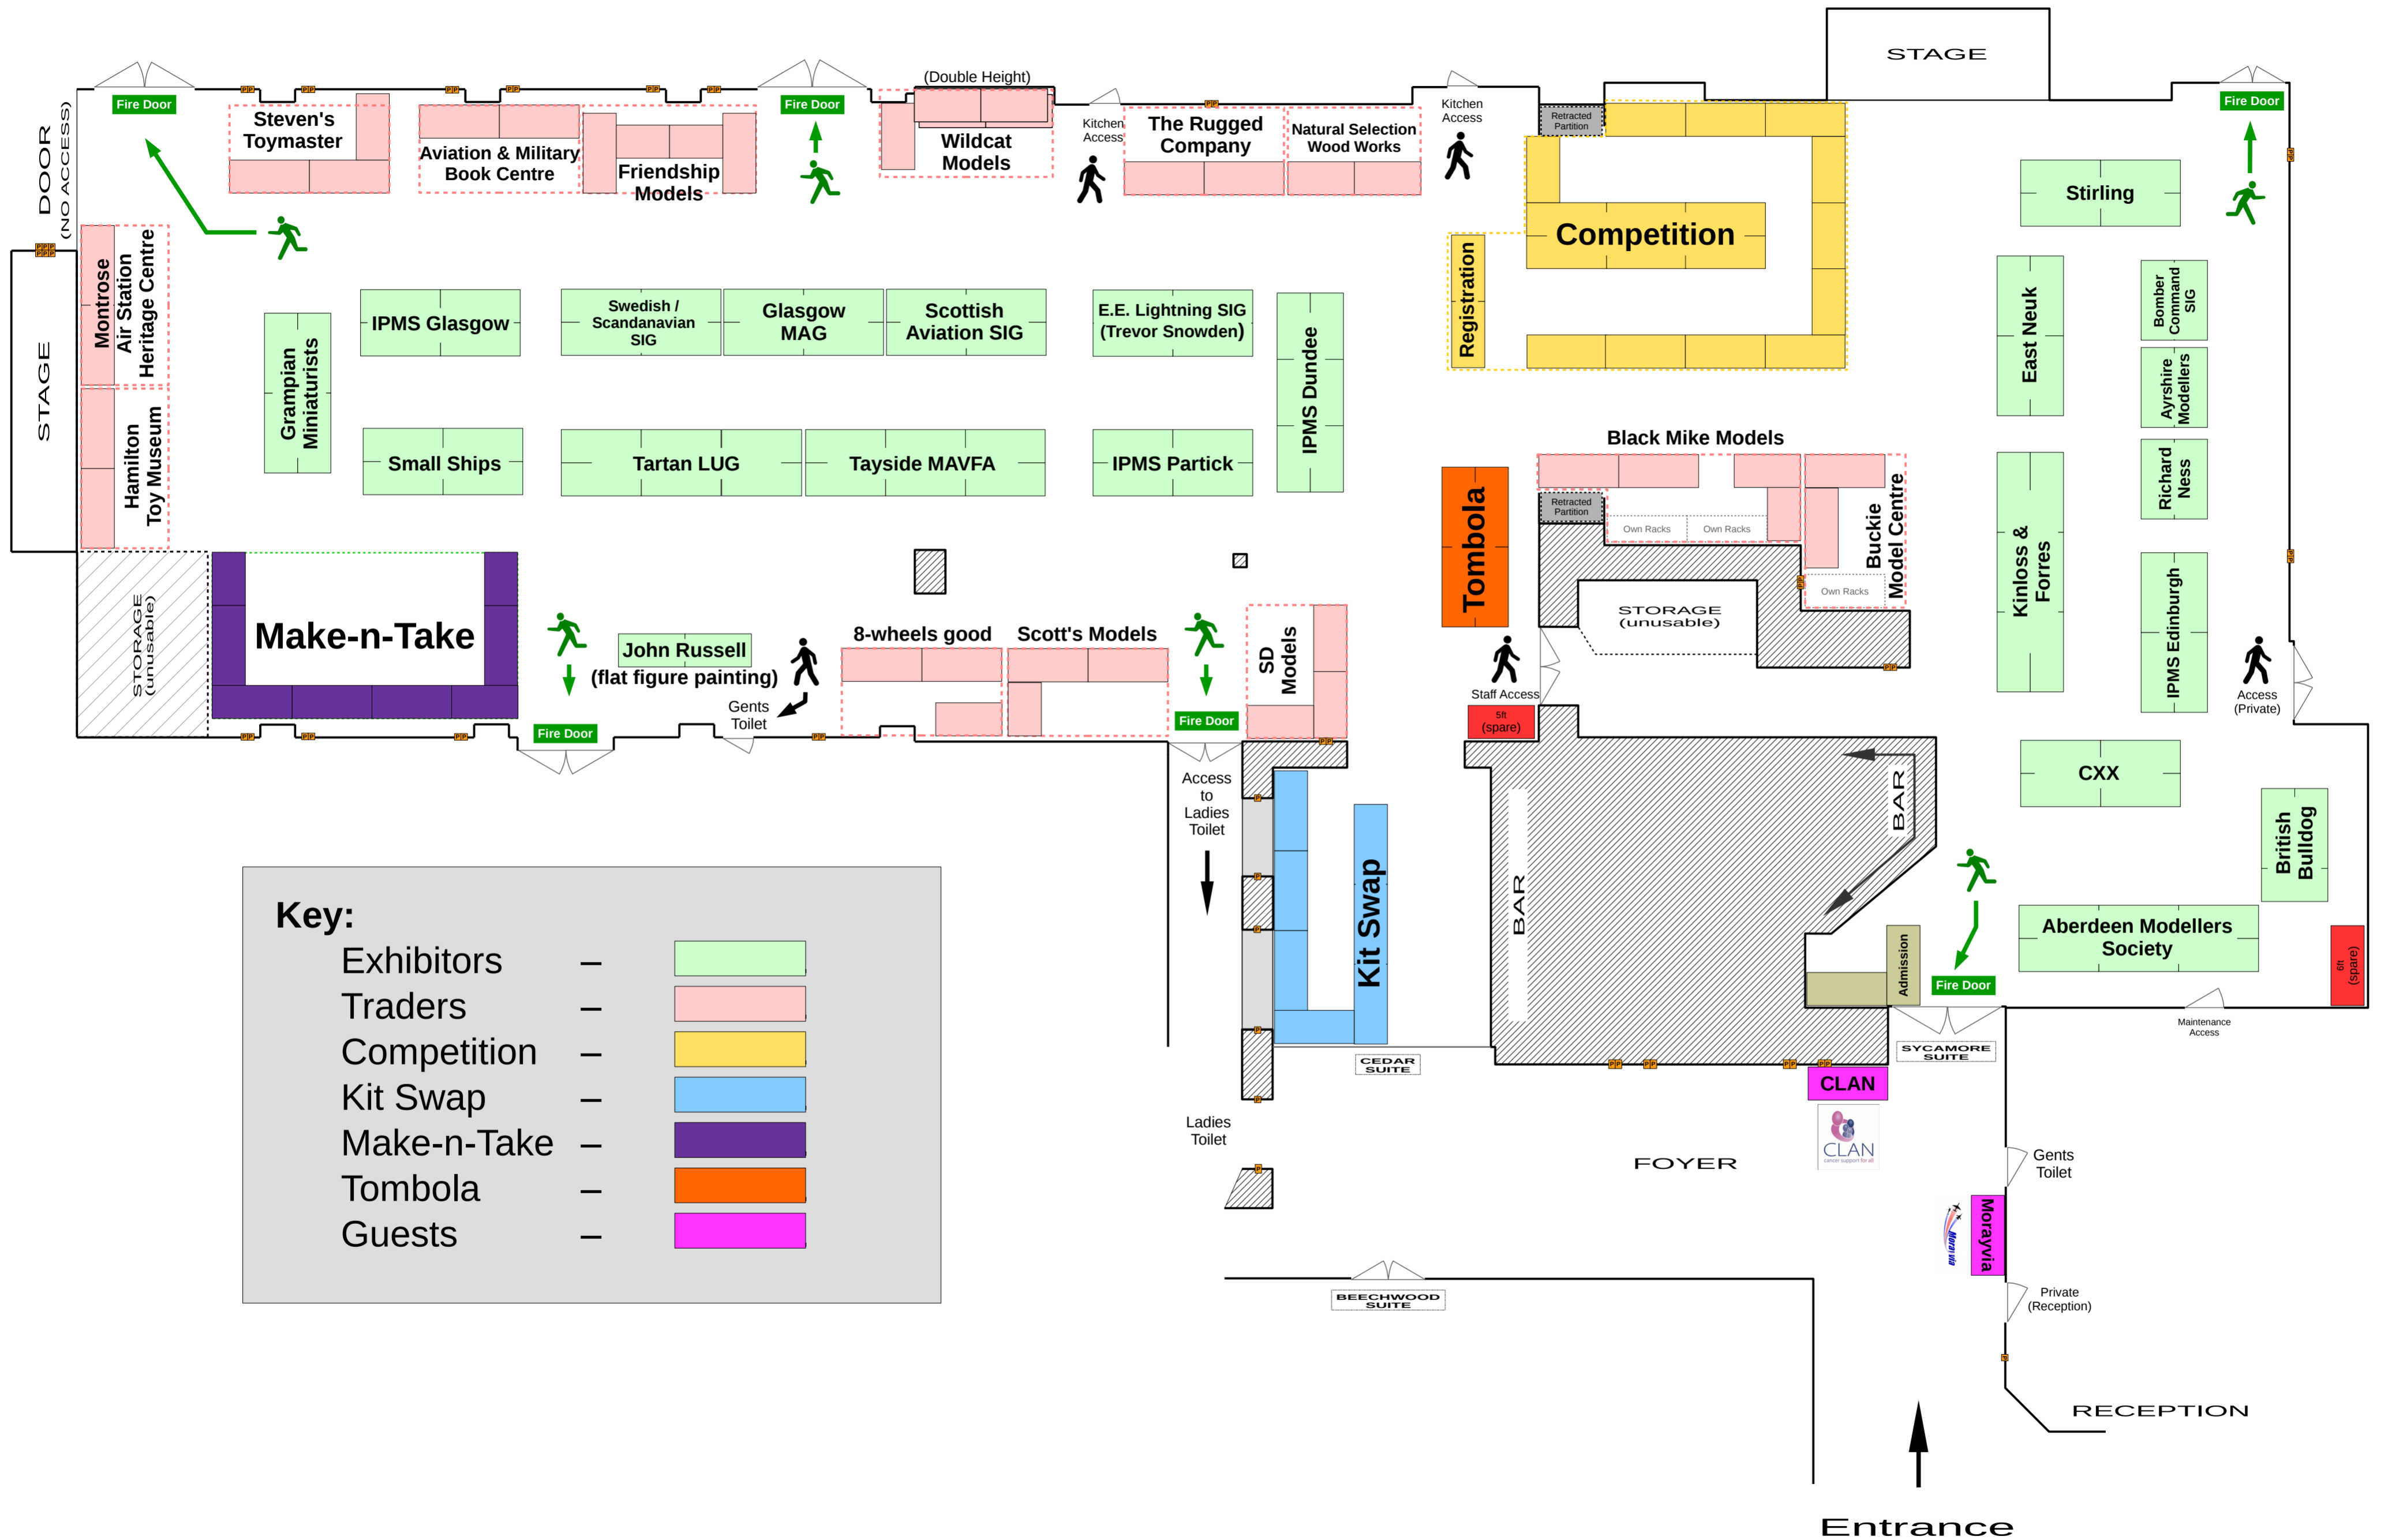 STAGE
(Double Height)
Fire Door
Fire Door
Fire Door
DOOR
(NO ACCESS)
Steven's
Toymaster
Aviation & Military
Book Centre
Friendship
Models
Wildcat
Models
Kitchen
Access
The Rugged
Company
Natural Selection
Wood Works
Kitchen
Access
Retracted
Partition
Competition
Registration
Stirling
Montrose
Air Station
Heritage Centre
STAGE
Hamilton
Toy Museum
Grampian
Miniaturists
IPMS Glasgow
Swedish /
Scandanavian
SIG
Glasgow
MAG
Scottish
Aviation SIG
E.E. Lightning SIG
(Trevor Snowden)
IPMS Dundee
East Neuk
Bomber
Command
SIG
Ayrshire
Modellers
Richard
Ness
Small Ships
Tartan LUG
Tayside MAVFA
IPMS Partick
Tombola
Black Mike Models
Retracted
Partition
Own Racks
Own Racks
Buckie
Model Centre
Own Racks
STORAGE
(unusable)
Kinloss &
Forres
IPMS Edinburgh
STORAGE
(unusable)
Make-n-Take
John Russell
(flat figure painting)
Gents
Toilet
Fire Door
8-wheels good
Scott's Models
Fire Door
SD
Models
Staff Access
5ft
(spare)
Access
(Private)
Access
to
Ladies
Toilet
Kit Swap
BAR
BAR
CXX
British
Bulldog
Aberdeen Modellers
Society
6ft
(spare)
Admission
Fire Door
Maintenance
Access
CEDAR
SUITE
SYCAMORE
SUITE
CLAN
CLAN
cancer support for all
Ladies
Toilet
FOYER
Gents
Toilet
Morayvia
Morayvia
Private
(Reception)
BEECHWOOD
SUITE
RECEPTION
Entrance
Key:
Exhibitors –
Traders –
Competition –
Kit Swap –
Make-n-Take –
Tombola –
Guests –